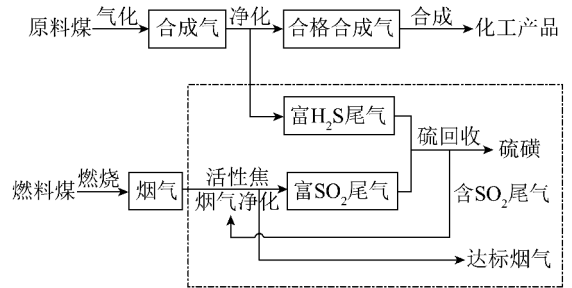 原料煤 气化 合成气 净化 合格合成气 合成 化工产品
富H₂S尾气
硫回收 硫磺
燃料煤 燃烧 烟气 活性焦 富SO₂尾气 含SO₂尾气
烟气净化
达标烟气